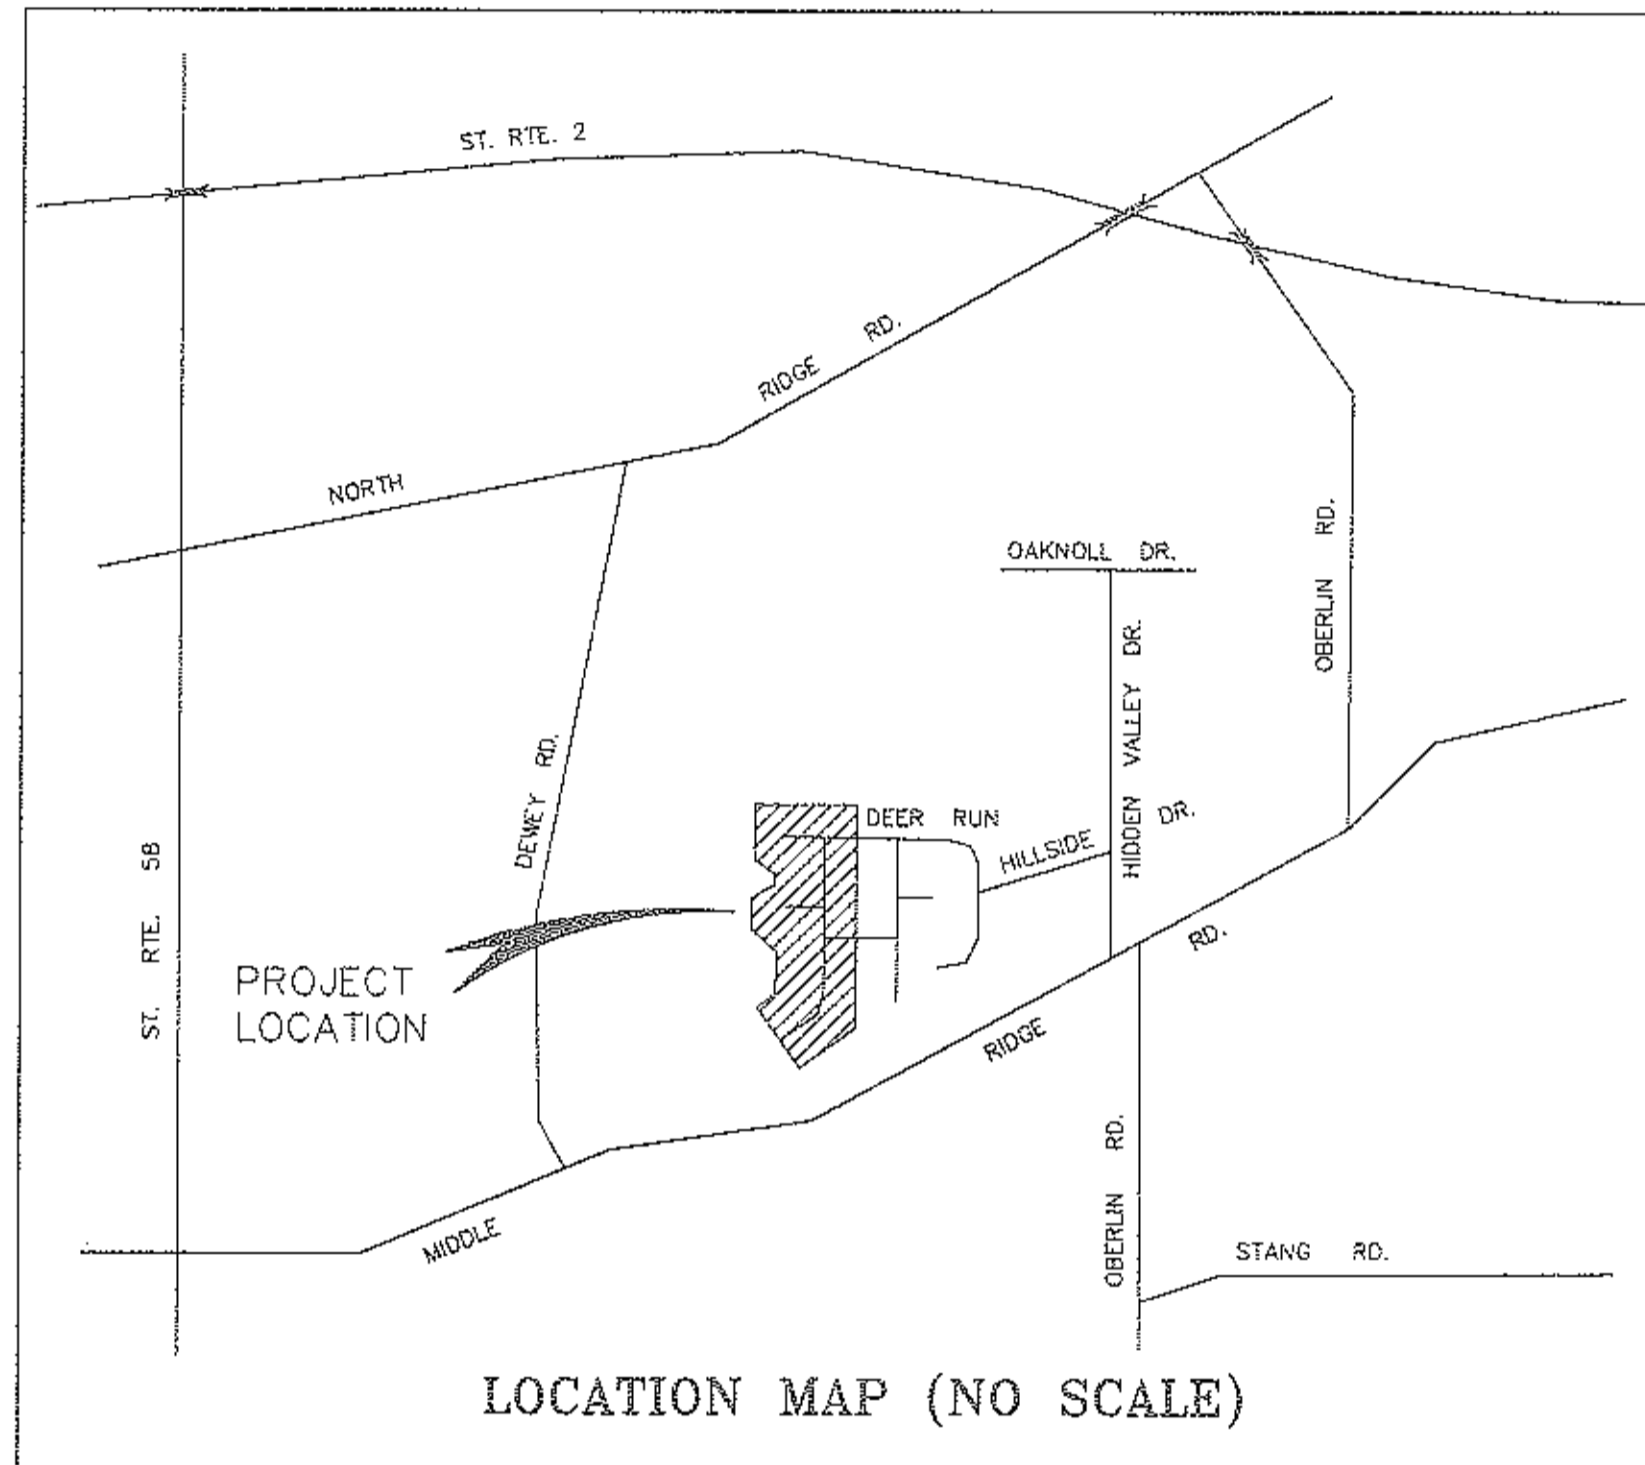 ST. RTE. 2
NORTH RIDGE RD.
OAKNOLL DR.
OBERLIN RD.
HIDDEN VALLEY DR.
DEWEY RD.
DEER RUN
HILLSIDE DR.
ST. RTE. 58
PROJECT
LOCATION
MIDDLE RIDGE RD.
OBERLIN RD.
STANG RD.
LOCATION MAP (NO SCALE)